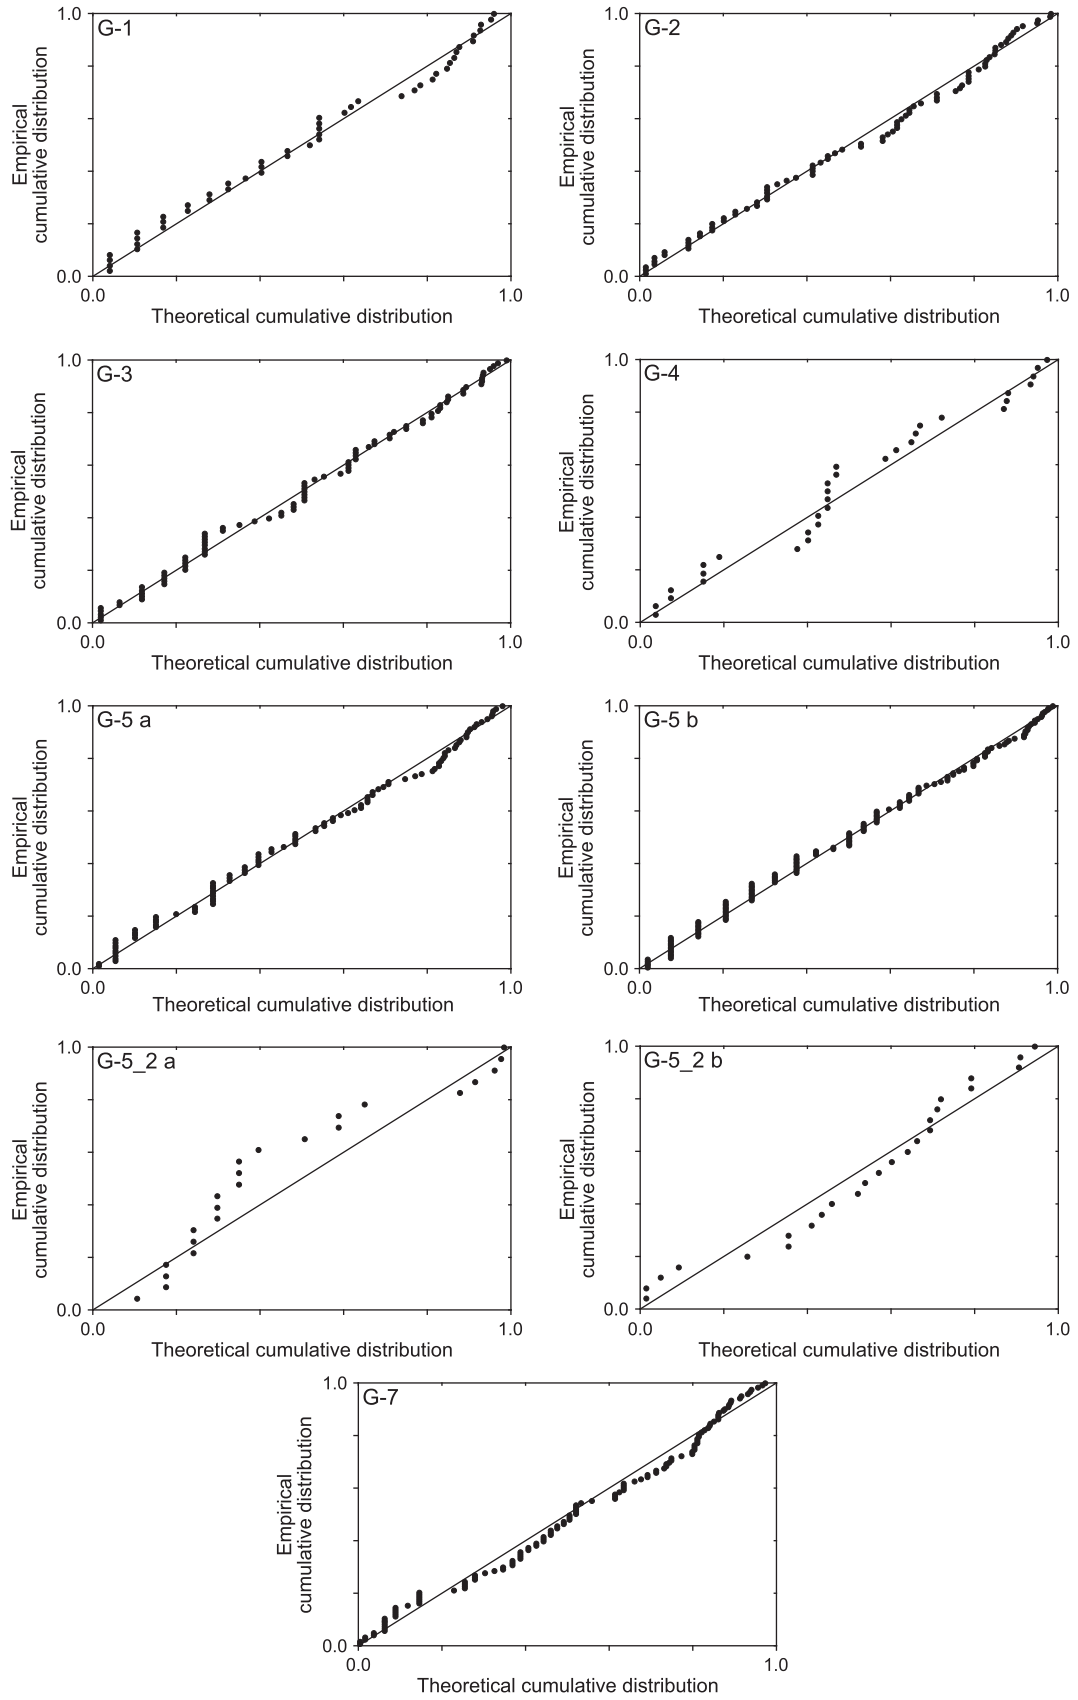 1.0
G-1
Empirical
cumulative distribution
0.0
0.0
1.0
Theoretical cumulative distribution
1.0
G-2
Empirical
cumulative distribution
0.0
0.0
1.0
Theoretical cumulative distribution
1.0
G-3
Empirical
cumulative distribution
0.0
0.0
1.0
Theoretical cumulative distribution
1.0
G-4
Empirical
cumulative distribution
0.0
0.0
1.0
Theoretical cumulative distribution
1.0
G-5 a
Empirical
cumulative distribution
0.0
0.0
1.0
Theoretical cumulative distribution
1.0
G-5 b
Empirical
cumulative distribution
0.0
0.0
1.0
Theoretical cumulative distribution
1.0
G-5_2 a
Empirical
cumulative distribution
0.0
0.0
1.0
Theoretical cumulative distribution
1.0
G-5_2 b
Empirical
cumulative distribution
0.0
0.0
1.0
Theoretical cumulative distribution
1.0
G-7
Empirical
cumulative distribution
0.0
0.0
1.0
Theoretical cumulative distribution